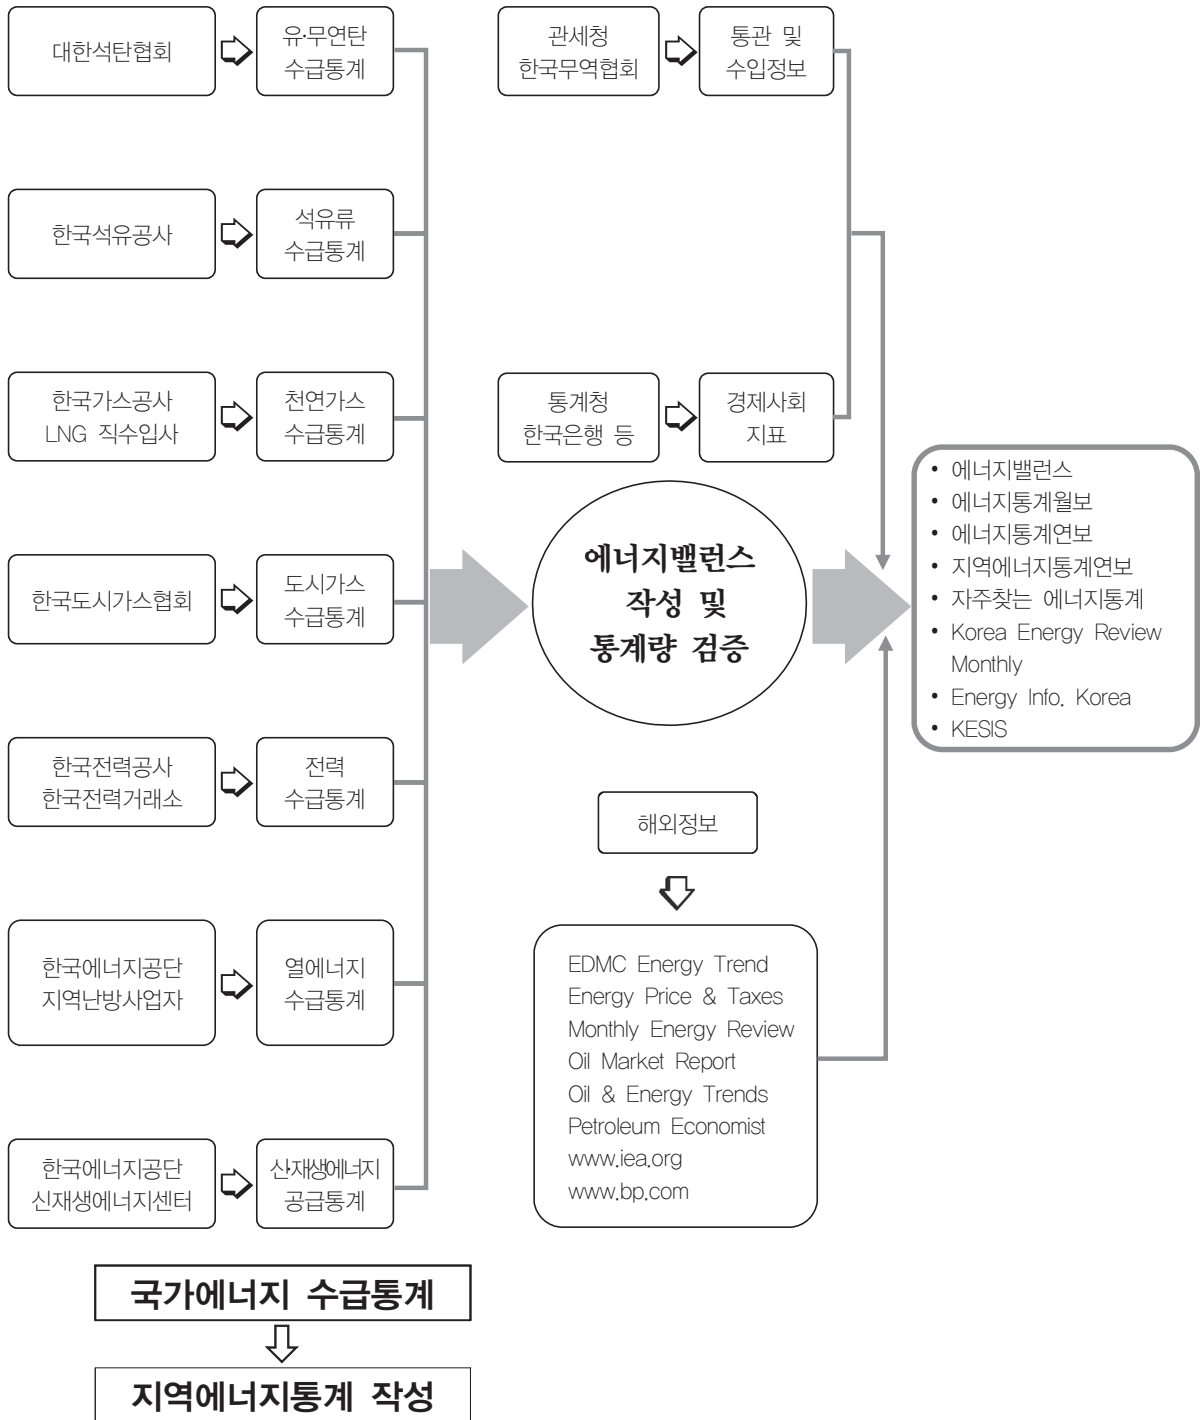 대한석탄협회
유·무연탄
수급통계
한국석유공사
석유류
수급통계
한국가스공사
LNG 직수입사
천연가스
수급통계
한국도시가스협회
도시가스
수급통계
한국전력공사
한국전력거래소
전력
수급통계
한국에너지공단
지역난방사업자
열에너지
수급통계
한국에너지공단
신재생에너지센터
신·재생에너지
공급통계
관세청
한국무역협회
통관 및
수입정보
통계청
한국은행 등
경제사회
지표
에너지밸런스
작성 및
통계량 검증
해외정보
EDMC Energy Trend
Energy Price & Taxes
Monthly Energy Review
Oil Market Report
Oil & Energy Trends
Petroleum Economist
www.iea.org
www.bp.com
• 에너지밸런스
• 에너지통계월보
• 에너지통계연보
• 지역에너지통계연보
• 자주찾는 에너지통계
• Korea Energy Review
Monthly
• Energy Info. Korea
• KESIS
국가에너지 수급통계
지역에너지통계 작성